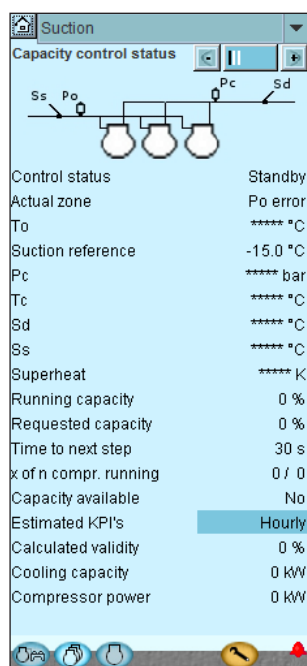 Suction
Capacity control status
Pc Sd
Ss Po
Control status Standby
Actual zone Po error
To ***** °C
Suction reference -15.0 °C
Pc ***** bar
Tc ***** °C
Sd ***** °C
Ss ***** °C
Superheat ***** K
Running capacity 0 %
Requested capacity 0 %
Time to next step 30 s
x of n compr. running 0 / 0
Capacity available No
Estimated KPI's Hourly
Calculated validity 0 %
Cooling capacity 0 kW
Compressor power 0 kW